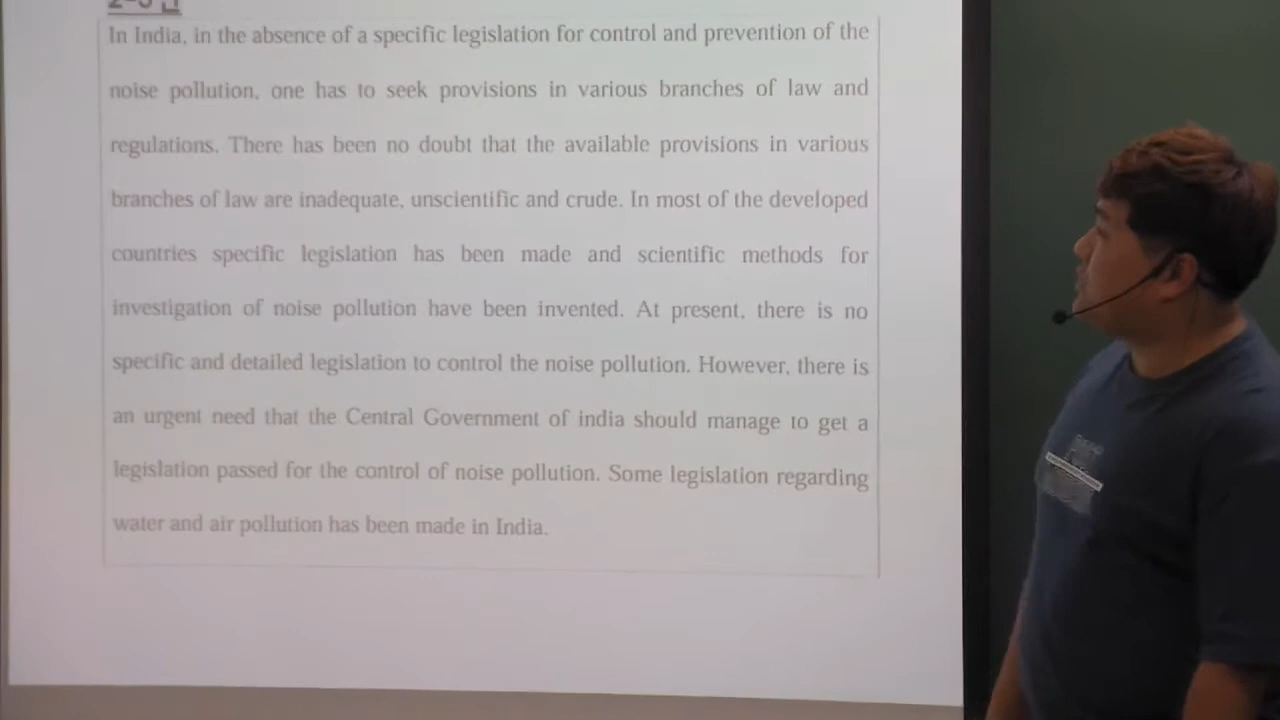 In India, in the absence of a specific legislation for control and prevention of the
noise pollution, one has to seek provisions in various branches of law and
regulations. There has been no doubt that the available provisions in various
branches of law are inadequate, unscientific and crude. In most of the developed
countries specific legislation has been made and scientific methods for
investigation of noise pollution have been invented. At present, there is no
specific and detailed legislation to control the noise pollution. However, there is
an urgent need that the Central Government of india should manage to get a
legislation passed for the control of noise pollution. Some legislation regarding
water and air pollution has been made in India.